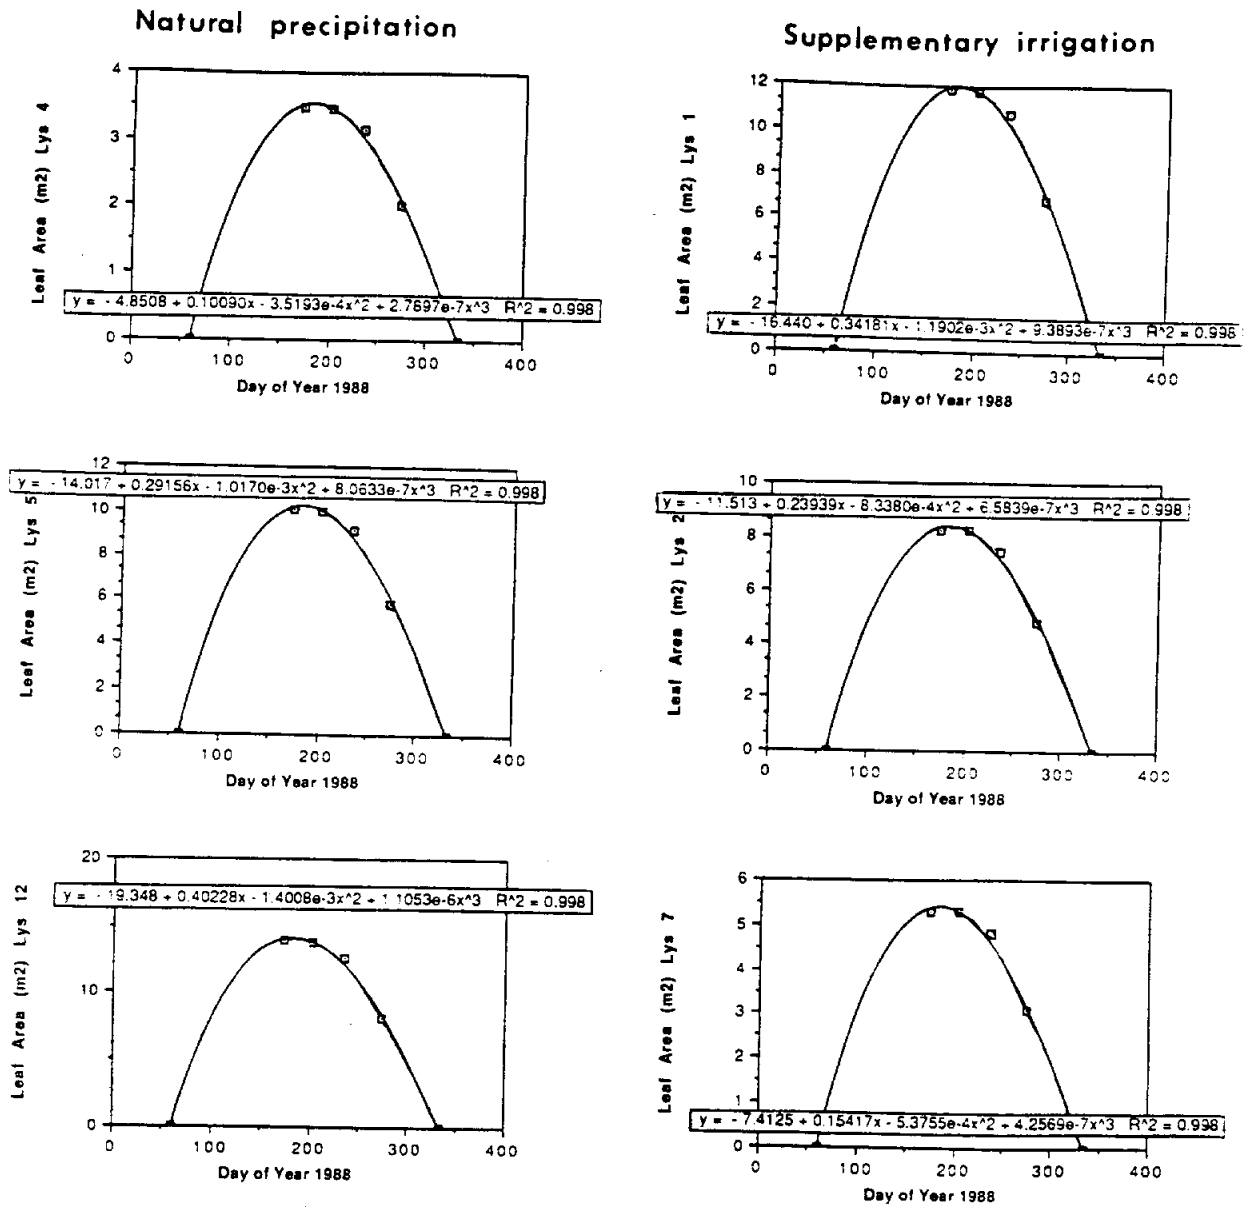 Natural precipitation
Supplementary irrigation
Leaf Area (m2) Lys 4
4
3
2
1
0
y = - 4.8508 + 0.10090x - 3.5193e-4x^2 + 2.7697e-7x^3 R^2 = 0.998
0 100 200 300 400
Day of Year 1988
Leaf Area (m2) Lys 1
12
10
8
6
4
2
0
y = - 16.440 + 0.34181x - 1.1902e-3x^2 + 9.3893e-7x^3 R^2 = 0.998
0 100 200 300 400
Day of Year 1988
Leaf Area (m2) Lys 5
12
y = - 14.017 + 0.29156x - 1.0170e-3x^2 + 8.0633e-7x^3 R^2 = 0.998
10
8
6
4
2
0
0 100 200 300 400
Day of Year 1988
Leaf Area (m2) Lys 2
10
y = - 11.513 + 0.23939x - 8.3380e-4x^2 + 6.5839e-7x^3 R^2 = 0.998
8
6
4
2
0
0 100 200 300 400
Day of Year 1988
Leaf Area (m2) Lys 12
20
y = - 19.348 + 0.40228x - 1.4008e-3x^2 + 1.1053e-6x^3 R^2 = 0.998
10
0
0 100 200 300 400
Day of Year 1988
Leaf Area (m2) Lys 7
6
5
4
3
2
1
y = - 7.4125 + 0.15417x - 5.3755e-4x^2 + 4.2569e-7x^3 R^2 = 0.998
0
0 100 200 300 400
Day of Year 1988